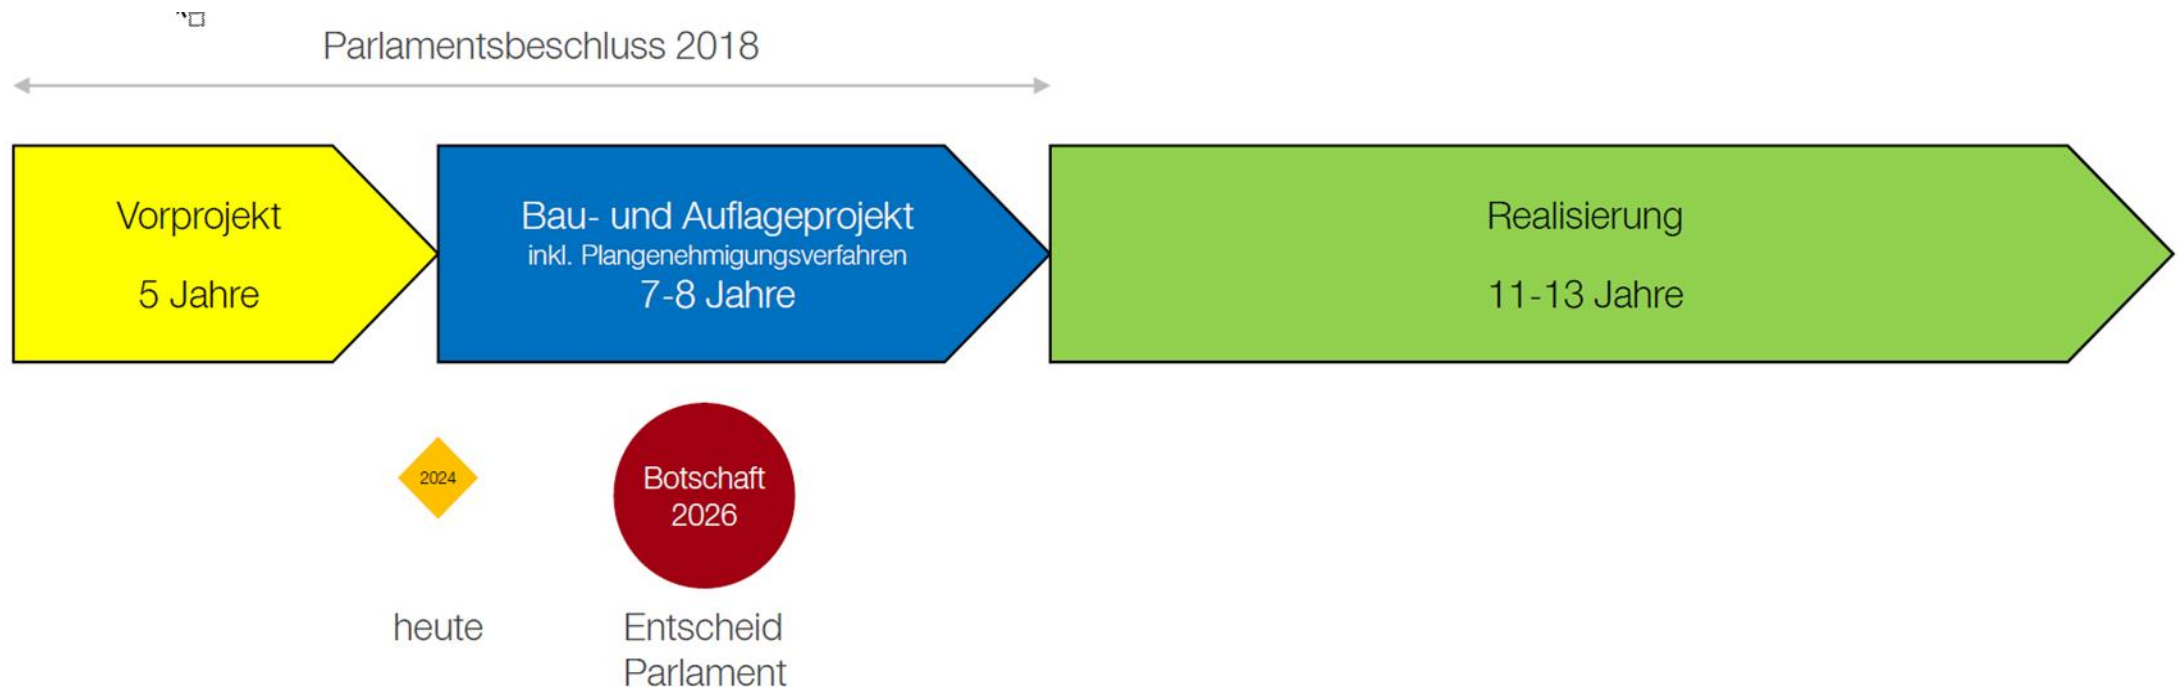 Parlamentsbeschluss 2018
Vorprojekt
5 Jahre
Bau- und Auflageprojekt
inkl. Plangenehmigungsverfahren
7-8 Jahre
Realisierung
11-13 Jahre
2024
heute
Botschaft
2026
Entscheid
Parlament